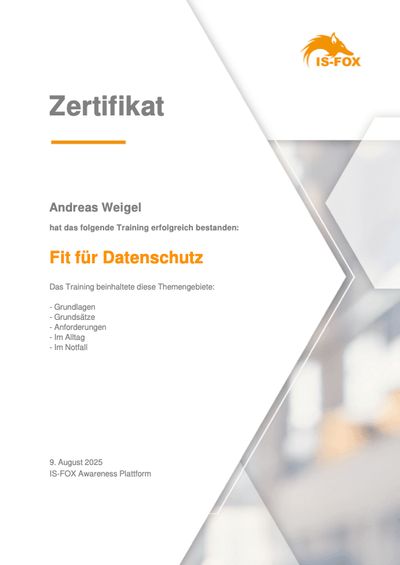 IS-FOX
Zertifikat
Andreas Weigel
hat das folgende Training erfolgreich bestanden:
Fit für Datenschutz
Das Training beinhaltete diese Themengebiete:
- Grundlagen
- Grundsätze
- Anforderungen
- Im Alltag
- Im Notfall
9. August 2025
IS-FOX Awareness Plattform